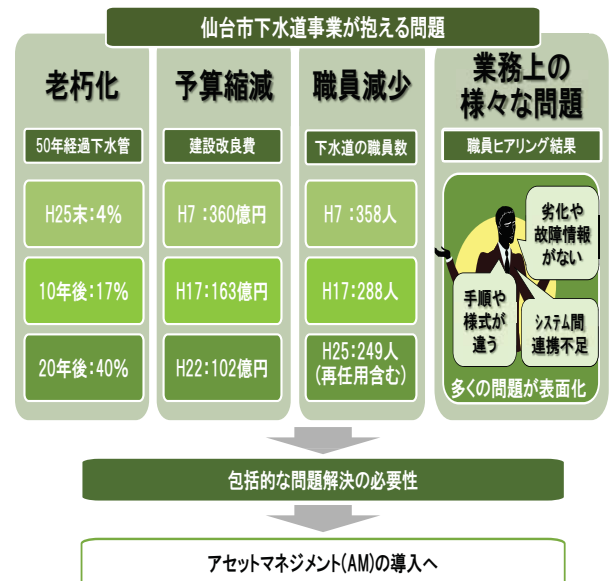 仙台市下水道事業が抱える問題
老朽化
50年経過下水管
H25末:4%
10年後:17%
20年後:40%
予算縮減
建設改良費
H7 :360億円
H17:163億円
H22:102億円
職員減少
下水道の職員数
H7 :358人
H17:288人
H25:249人
(再任用含む)
業務上の
様々な問題
職員ヒアリング結果
劣化や
故障情報
がない
手順や
様式が
違う
システム間
連携不足
多くの問題が表面化
包括的な問題解決の必要性
アセットマネジメント(AM)の導入へ